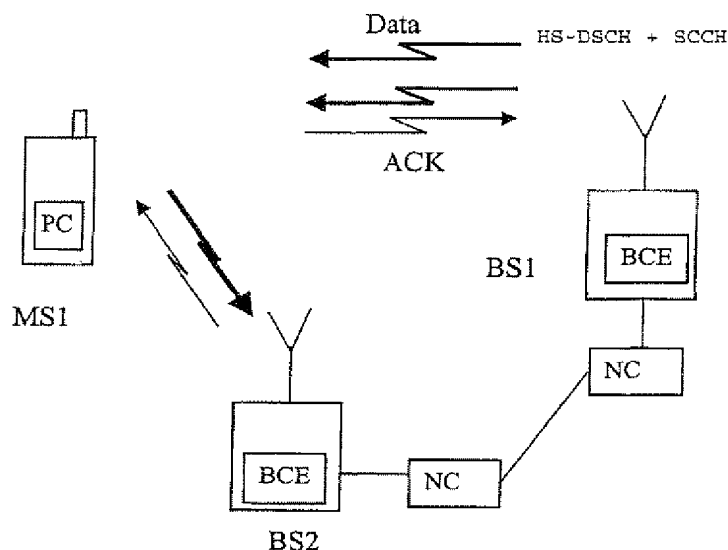 Data
HS-DSCH + SCCH
ACK
PC
BCE
BS1
MS1
NC
BCE
NC
BS2